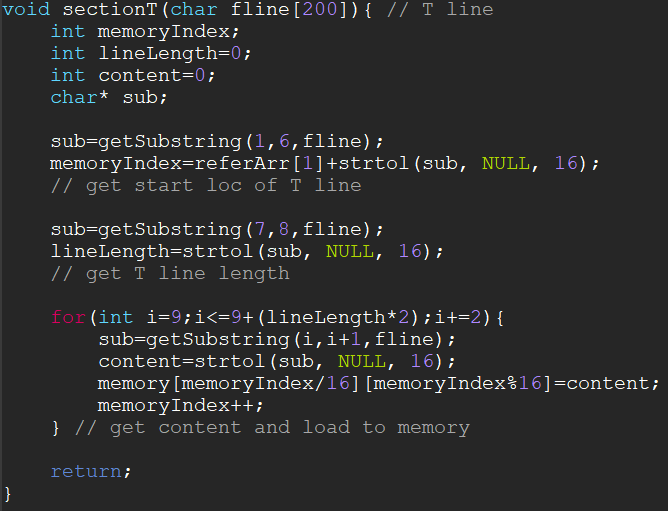 void sectionT(char fline[200]){ // T line
    int memoryIndex;
    int lineLength=0;
    int content=0;
    char* sub;

    sub=getSubstring(1,6,fline);
    memoryIndex=referArr[1]+strtol(sub, NULL, 16);
    // get start loc of T line

    sub=getSubstring(7,8,fline);
    lineLength=strtol(sub, NULL, 16);
    // get T line length

    for(int i=9;i<=9+(lineLength*2);i+=2){
        sub=getSubstring(i,i+1,fline);
        content=strtol(sub, NULL, 16);
        memory[memoryIndex/16][memoryIndex%16]=content;
        memoryIndex++;
    } // get content and load to memory

    return;
}